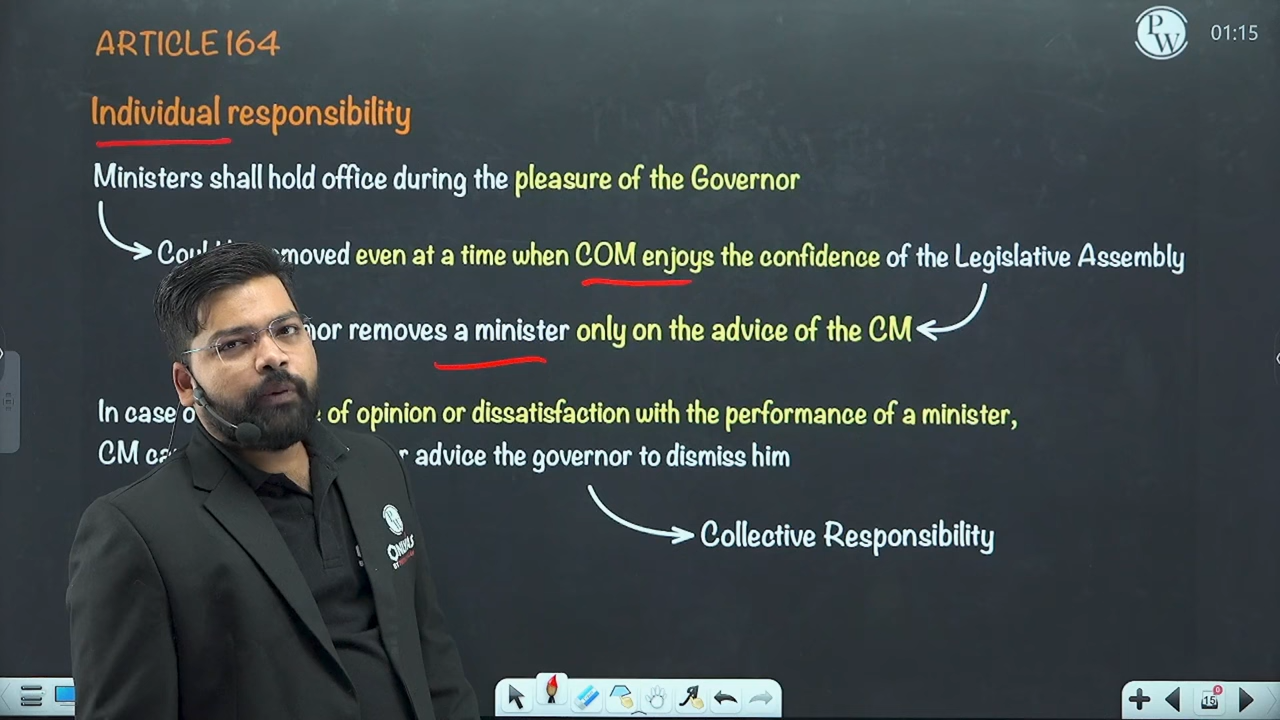 ARTICLE 164
PW
01:15
Individual responsibility
Ministers shall hold office during the pleasure of the Governor
moved even at a time when COM enjoys the confidence of the Legislative Assembly
nor removes a minister only on the advice of the CM
In case of opinion or dissatisfaction with the performance of a minister,
CM advice the governor to dismiss him
Collective Responsibility
PW
ONLYIAS
15